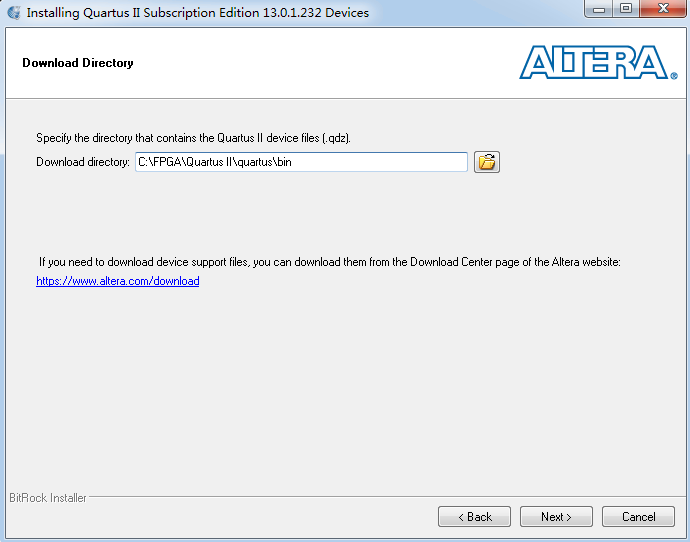 Installing Quartus II Subscription Edition 13.0.1.232 Devices
Download Directory
ALTERA®
Specify the directory that contains the Quartus II device files (.qdz).
Download directory: C:\FPGA\Quartus II\quartus\bin
If you need to download device support files, you can download them from the Download Center page of the Altera website:
https://www.altera.com/download
BitRock Installer
< Back Next > Cancel